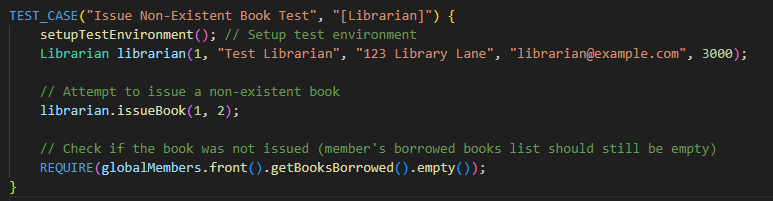 TEST_CASE("Issue Non-Existent Book Test", "[Librarian]") {
    setupTestEnvironment(); // Setup test environment
    Librarian librarian(1, "Test Librarian", "123 Library Lane", "librarian@example.com", 3000);

    // Attempt to issue a non-existent book
    librarian.issueBook(1, 2);

    // Check if the book was not issued (member's borrowed books list should still be empty)
    REQUIRE(globalMembers.front().getBooksBorrowed().empty());
}